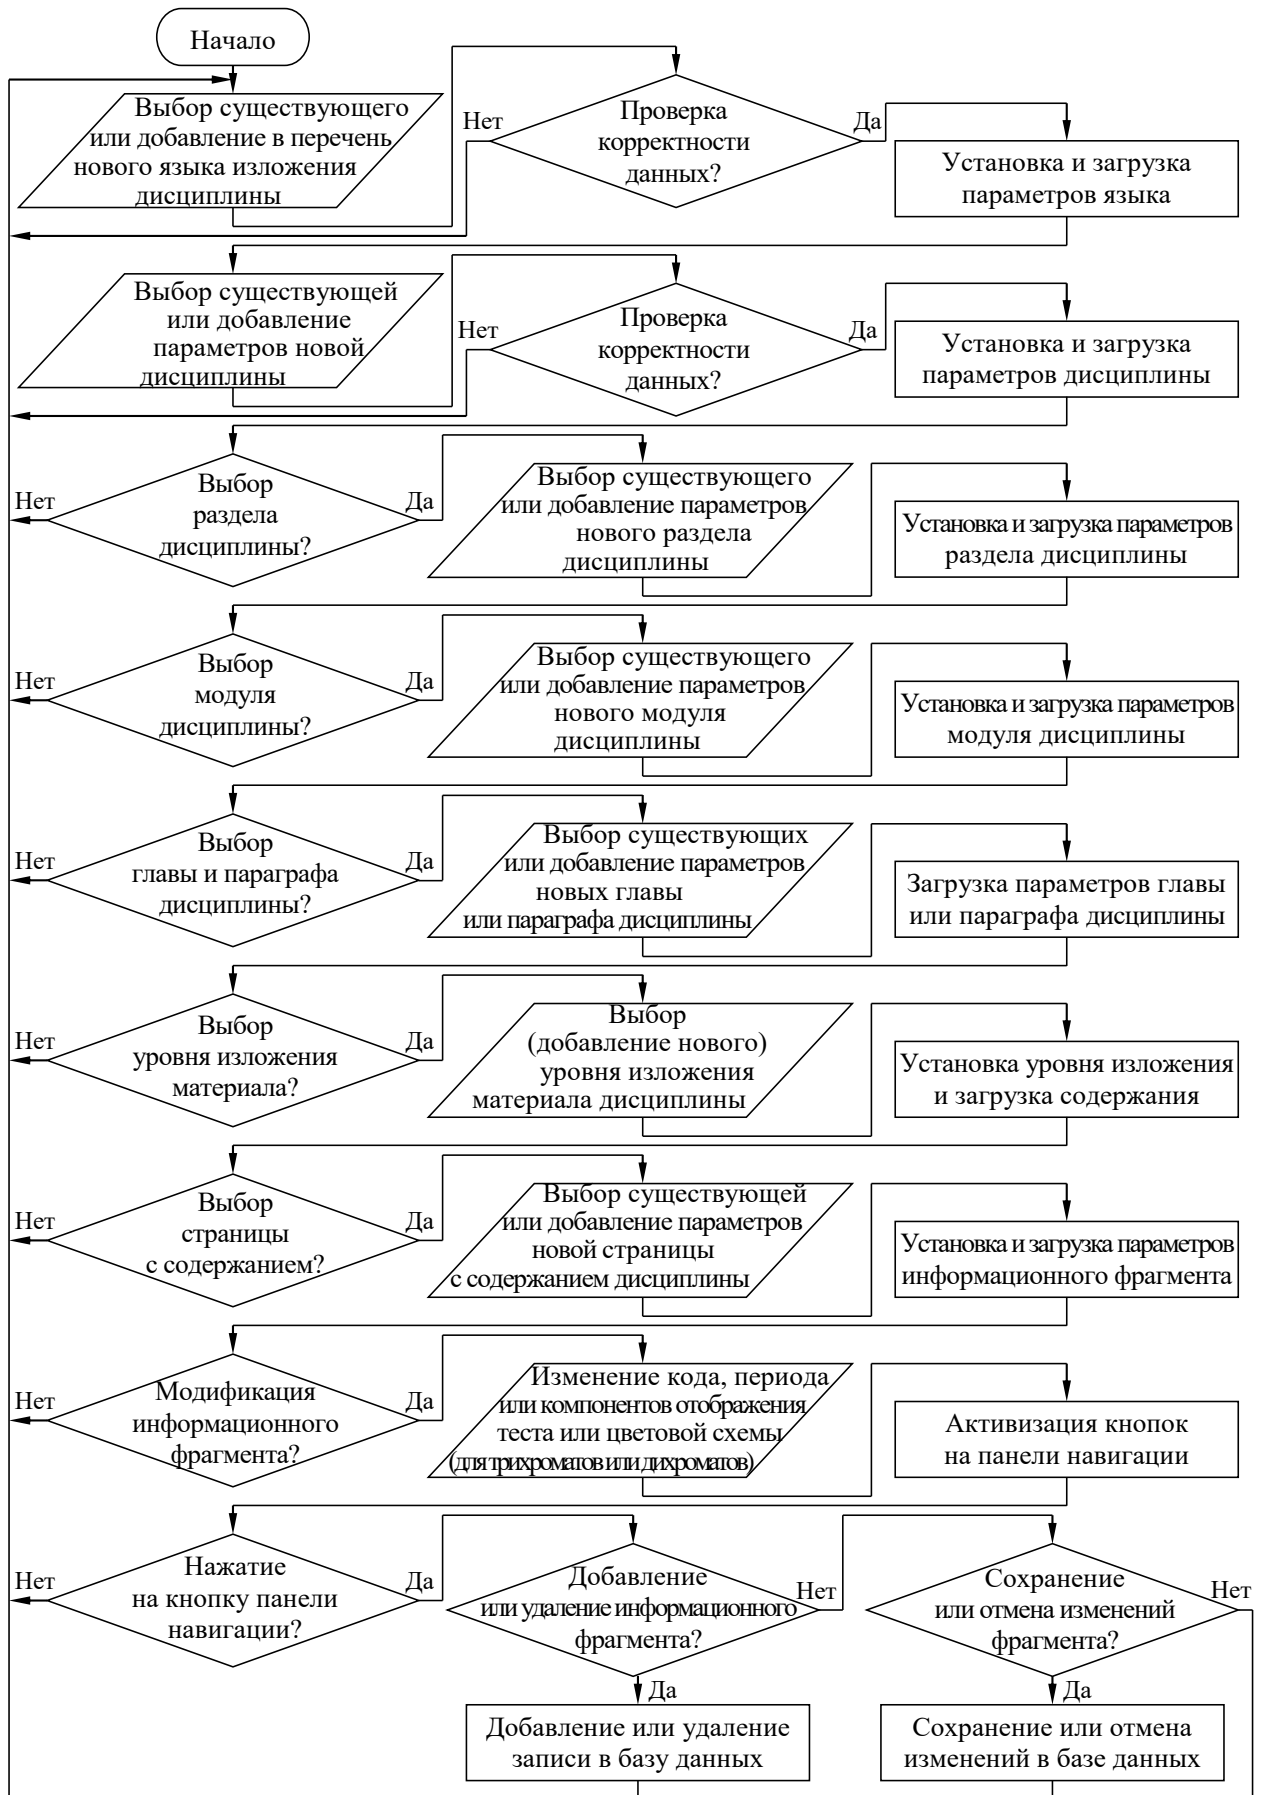 Начало
Выбор существующего
или добавление в перечень
нового языка изложения
дисциплины
Нет
Проверка
корректности
данных?
Да
Установка и загрузка
параметров языка
Выбор существующей
или добавление
параметров новой
дисциплины
Нет
Проверка
корректности
данных?
Да
Установка и загрузка
параметров дисциплины
Нет
Выбор
раздела
дисциплины?
Да
Выбор существующего
или добавление параметров
нового раздела
дисциплины
Установка и загрузка параметров
раздела дисциплины
Нет
Выбор
модуля
дисциплины?
Да
Выбор существующего
или добавление параметров
нового модуля
дисциплины
Установка и загрузка параметров
модуля дисциплины
Нет
Выбор
главы и параграфа
дисциплины?
Да
Выбор существующих
или добавление параметров
новых главы
или параграфа дисциплины
Загрузка параметров главы
или параграфа дисциплины
Нет
Выбор
уровня изложения
материала?
Да
Выбор
(добавление нового)
уровня изложения
материала дисциплины
Установка уровня изложения
и загрузка содержания
Нет
Выбор
страницы
с содержанием?
Да
Выбор существующей
или добавление параметров
новой страницы
с содержанием дисциплины
Установка и загрузка параметров
информационного фрагмента
Нет
Модификация
информационного
фрагмента?
Да
Изменение кода, периода
или компонентов отображения
теста или цветовой схемы
(для трихроматов или дихроматов)
Активизация кнопок
на панели навигации
Нет
Нажатие
на кнопку панели
навигации?
Да
Добавление
или удаление информационного
фрагмента?
Нет
Сохранение
или отмена изменений
фрагмента?
Нет
Да
Да
Добавление или удаление
записи в базу данных
Сохранение или отмена
изменений в базе данных